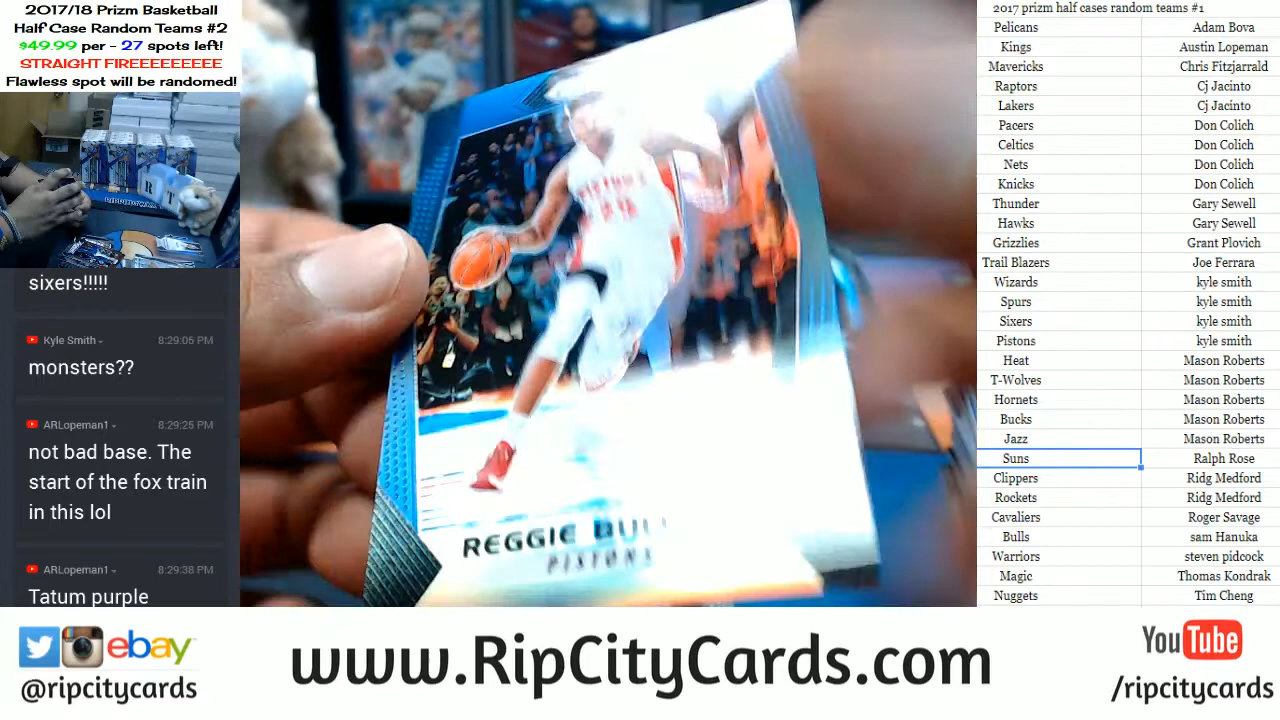 2017/18 Prizm Basketball
Half Case Random Teams #2
$49.99 per - 27 spots left!
STRAIGHT FIREEEEEEEEE
Flawless spot will be randomed!
sixers!!!!!
Kyle Smith 8:29:05 PM
monsters??
ARLopeman1 8:29:25 PM
not bad base. The
start of the fox train
in this lol
ARLopeman1 8:29:38 PM
Tatum purple
REGGIE
PISTONS
2017 prizm half cases random teams #1
Pelicans Adam Bova
Kings Austin Lopeman
Mavericks Chris Fitzjarrald
Raptors Cj Jacinto
Lakers Cj Jacinto
Pacers Don Colich
Celtics Don Colich
Nets Don Colich
Knicks Don Colich
Thunder Gary Sewell
Hawks Gary Sewell
Grizzlies Grant Plovich
Trail Blazers Joe Ferrara
Wizards kyle smith
Spurs kyle smith
Sixers kyle smith
Pistons kyle smith
Heat Mason Roberts
T-Wolves Mason Roberts
Hornets Mason Roberts
Bucks Mason Roberts
Jazz Mason Roberts
Suns Ralph Rose
Clippers Ridg Medford
Rockets Ridg Medford
Cavaliers Roger Savage
Bulls sam Hanuka
Warriors steven pidcock
Magic Thomas Kondrak
Nuggets Tim Cheng
ebay
@ripcitycards
www.RipCityCards.com
YouTube
/ripcitycards